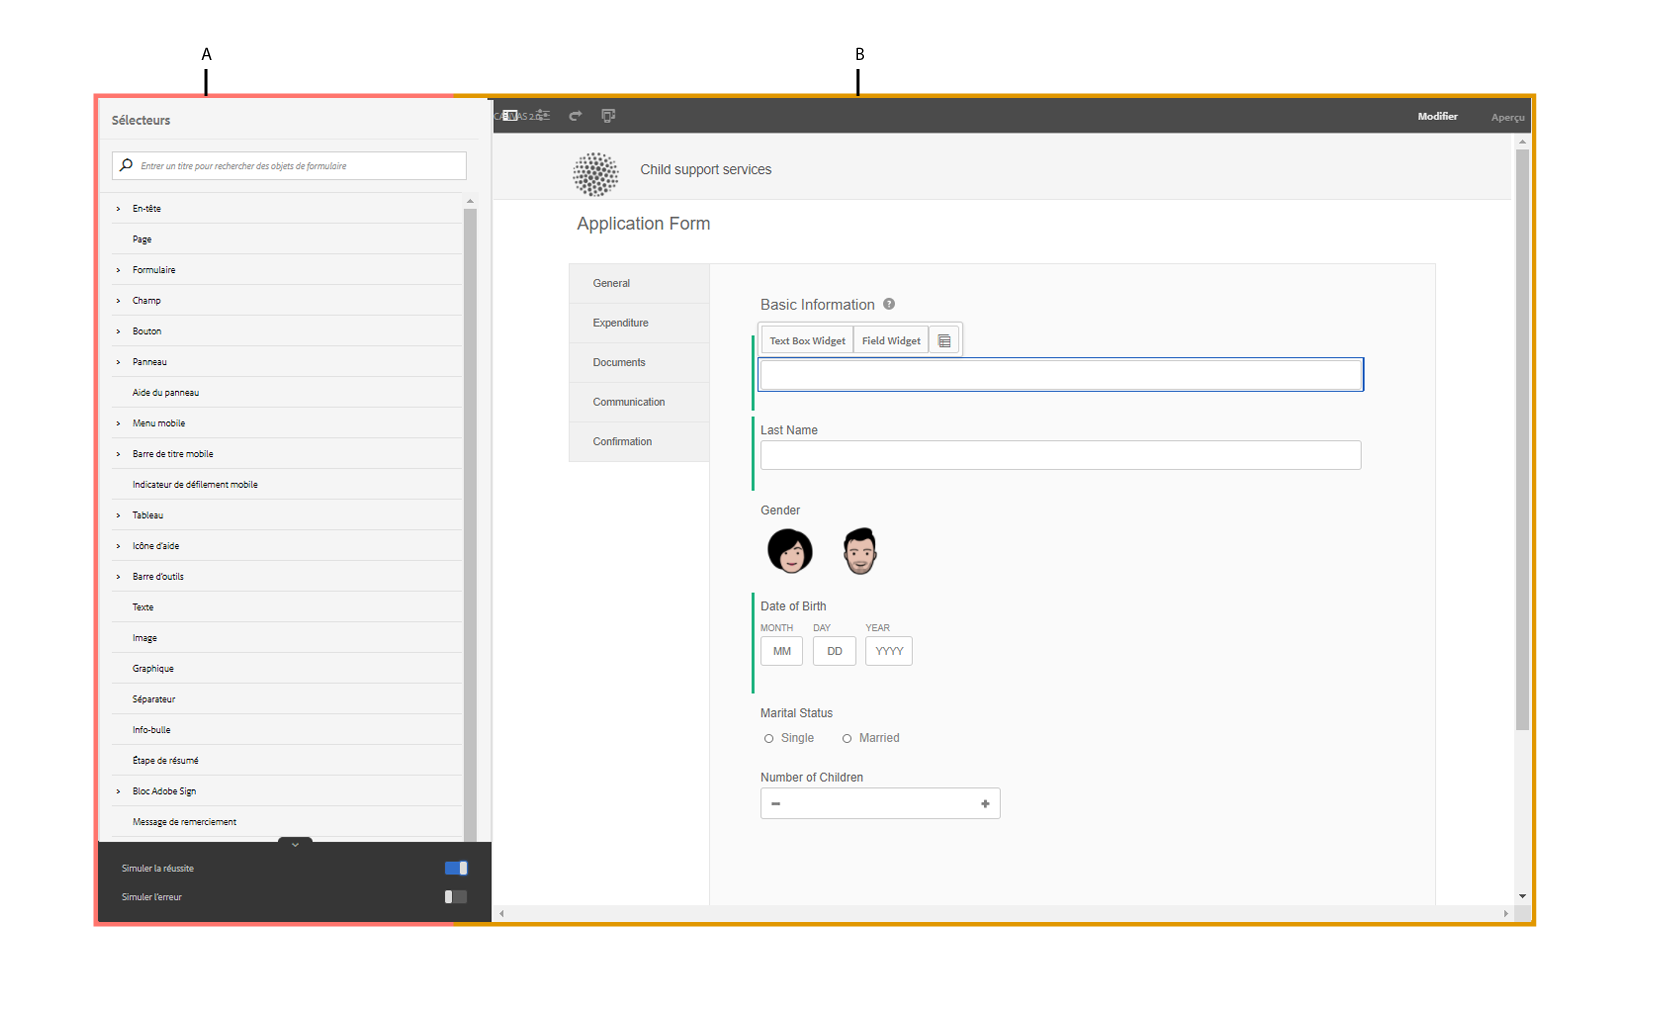 A
B
Sélecteurs
Entrer un titre pour rechercher des objets de formulaire
En-tête
Page
Formulaire
Champ
Bouton
Panneau
Aide du panneau
Menu mobile
Barre de titre mobile
Indicateur de défilement mobile
Tableau
Icône d'aide
Barre d'outils
Texte
Image
Graphique
Séparateur
Info-bulle
Étape de résumé
Bloc Adobe Sign
Message de remerciement
Simuler la réussite
Simuler l'erreur
Modifier
Aperçu
Child support services
Application Form
General
Expenditure
Documents
Communication
Confirmation
Basic Information
Text Box Widget Field Widget
Last Name
Gender
Date of Birth
MONTH DAY YEAR
MM DD YYYY
Marital Status
Single Married
Number of Children